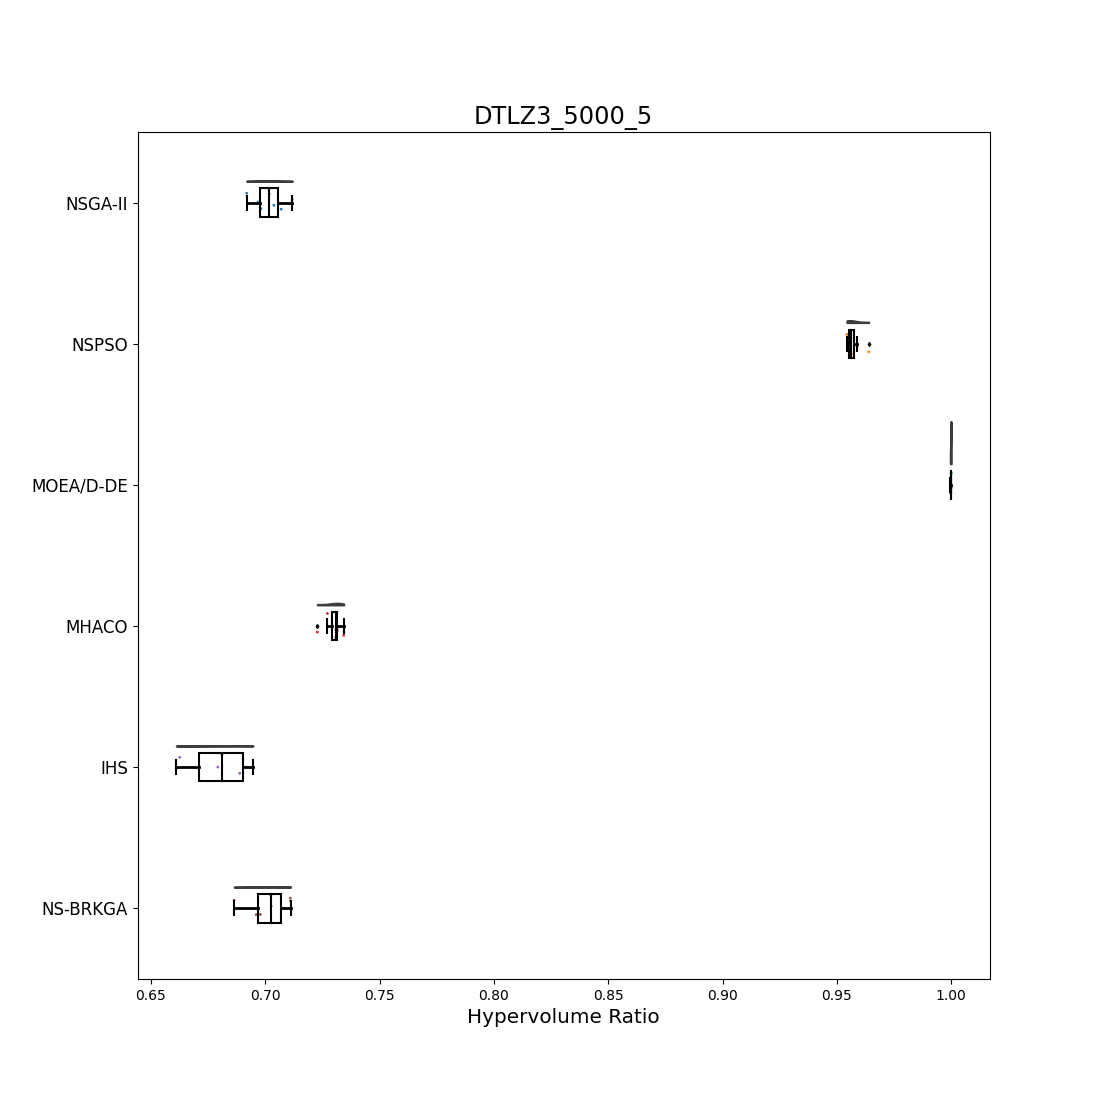 DTLZ3_5000_5
NSGA-II
NSPSO
MOEA/D-DE
MHACO
IHS
NS-BRKGA
0.65 0.70 0.75 0.80 0.85 0.90 0.95 1.00
Hypervolume Ratio